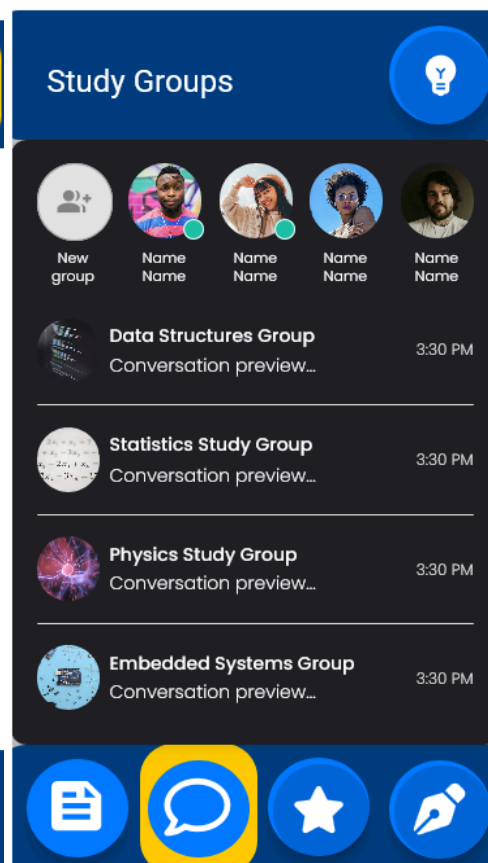 Study Groups
New group
Name Name
Name Name
Name Name
Name Name
Data Structures Group
3:30 PM
Conversation preview...
Statistics Study Group
3:30 PM
Conversation preview...
Physics Study Group
3:30 PM
Conversation preview...
Embedded Systems Group
3:30 PM
Conversation preview...